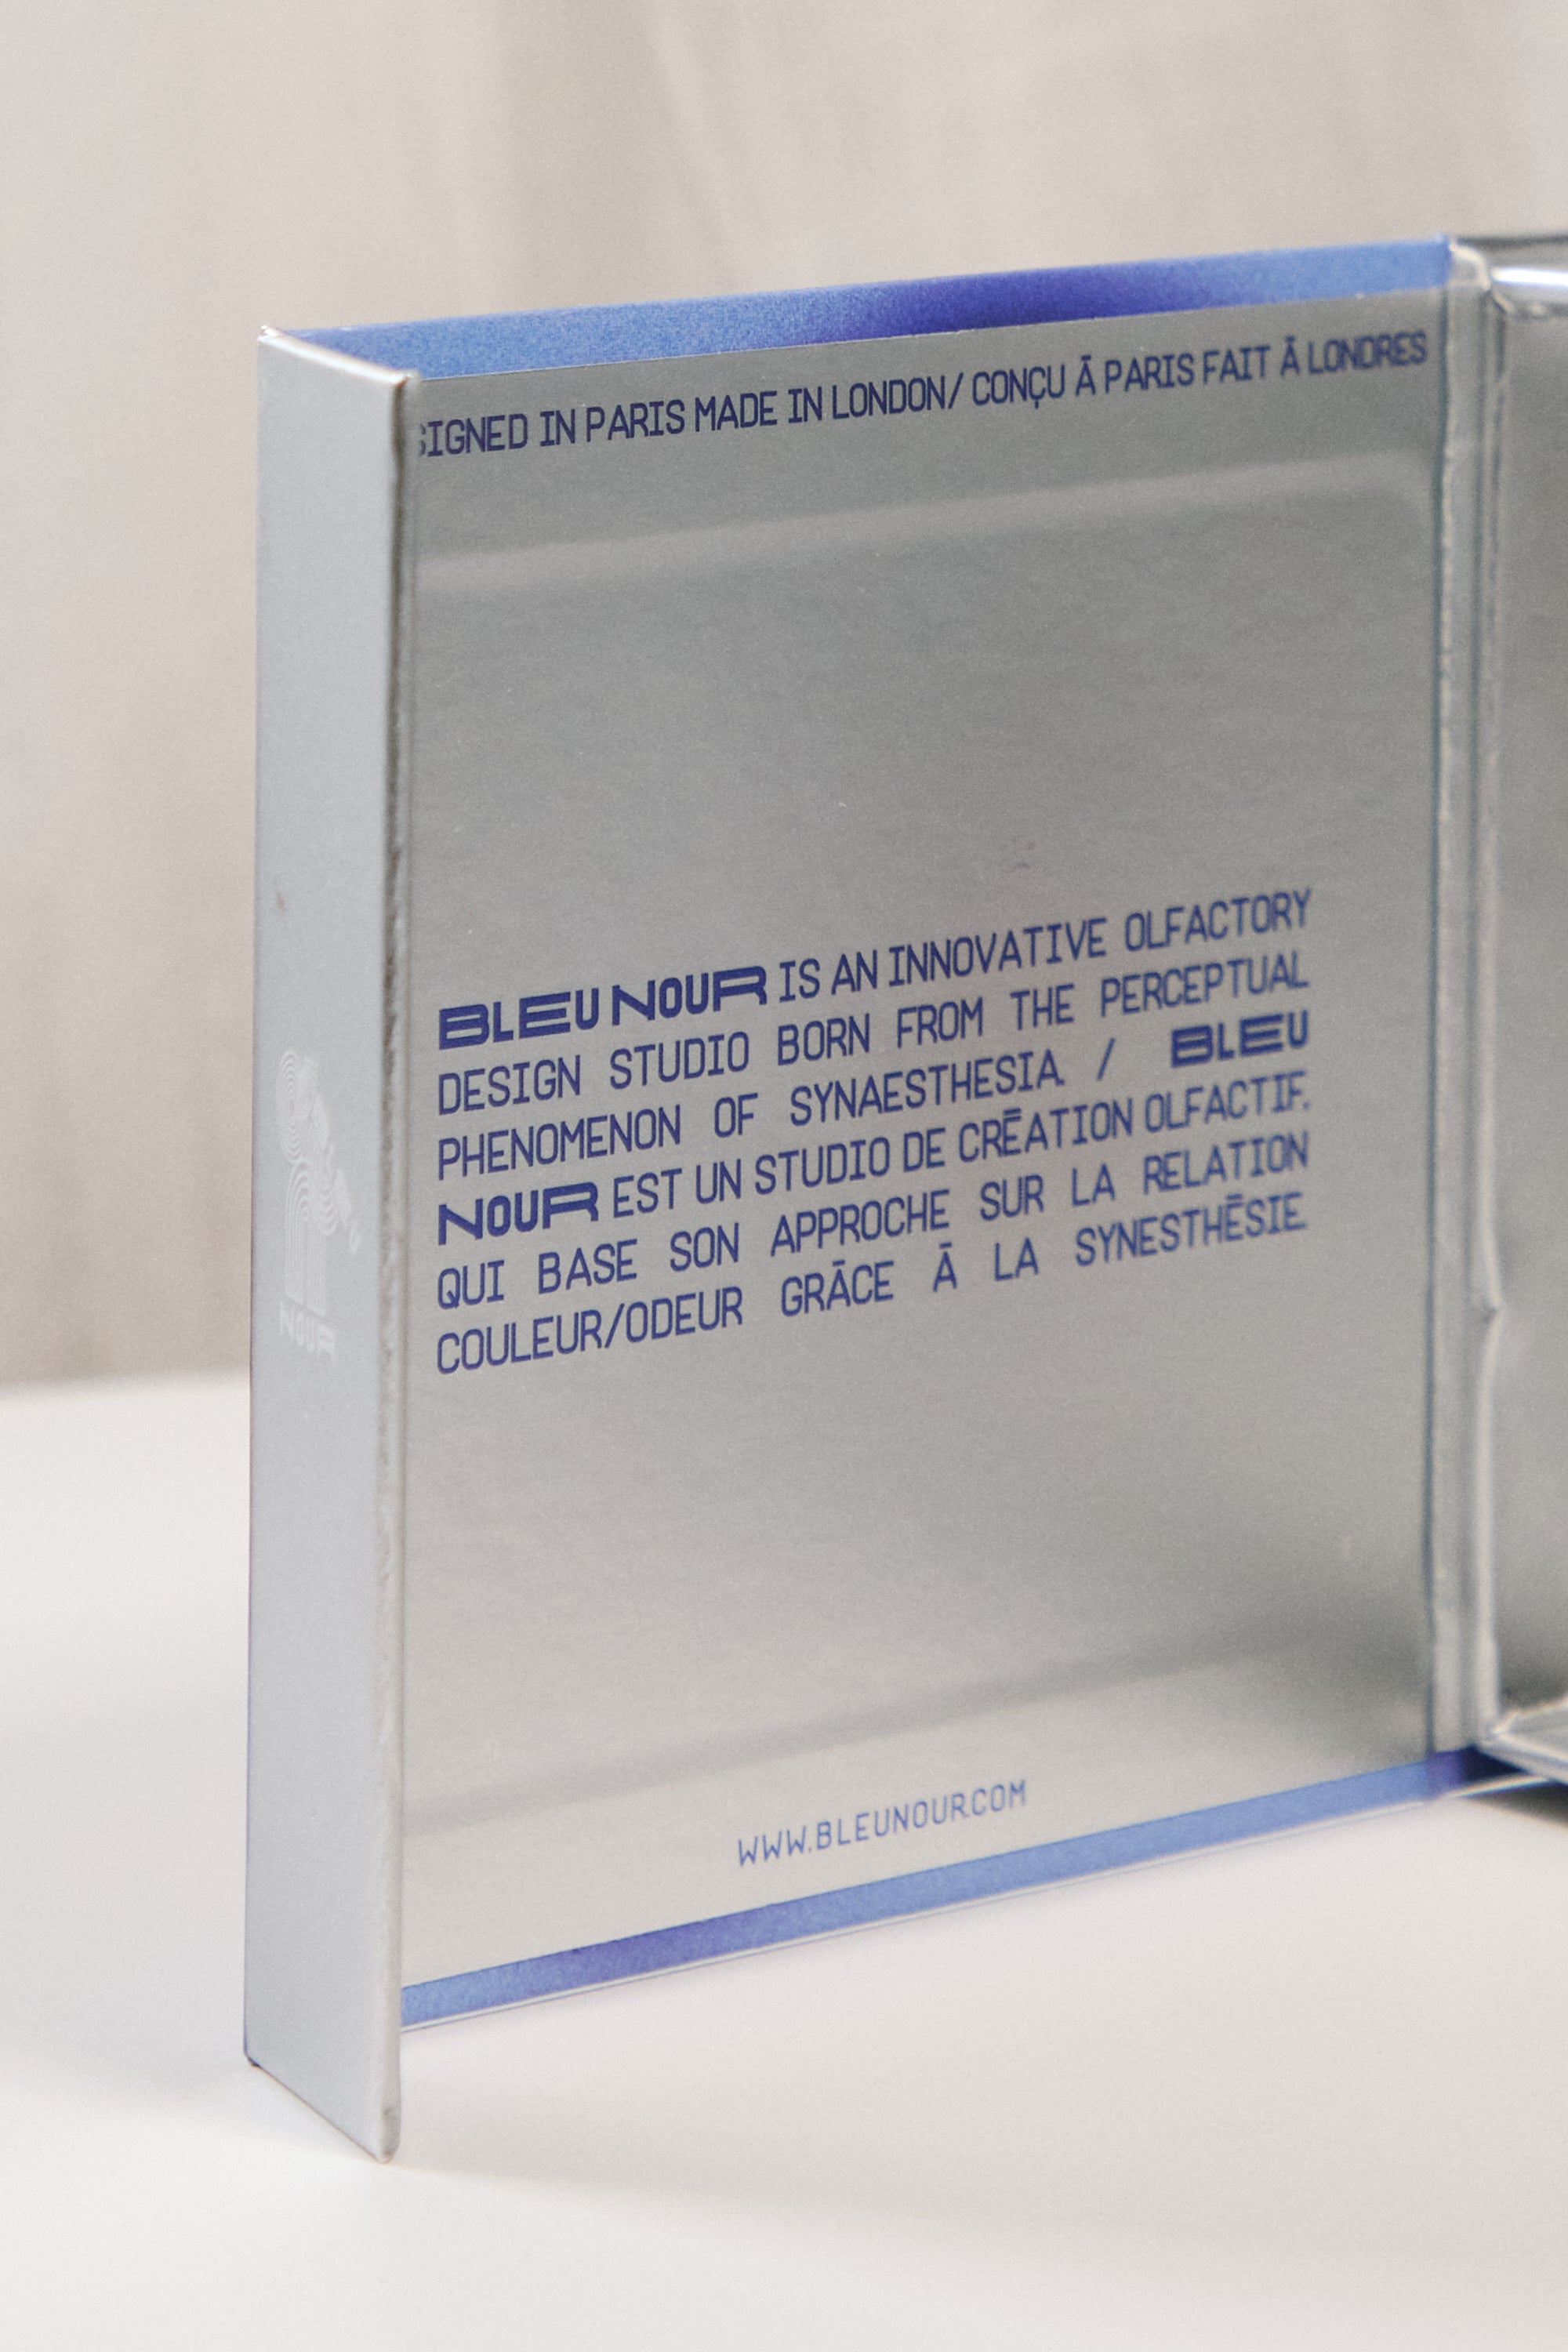 SIGNED IN PARIS MADE IN LONDON/ CONÇU Ā PARIS FAIT Ā LONDRES
BLEU NOUR IS AN INNOVATIVE OLFACTORY
DESIGN STUDIO BORN FROM THE PERCEPTUAL
PHENOMENON OF SYNAESTHESIA. / BLEU
NOUR EST UN STUDIO DE CRĒATION OLFACTIF.
QUI BASE SON APPROCHE SUR LA RELATION
COULEUR/ODEUR GRĀCE Ā LA SYNESTHĒSIE.
WWW.BLEUNOUR.COM
NOUR